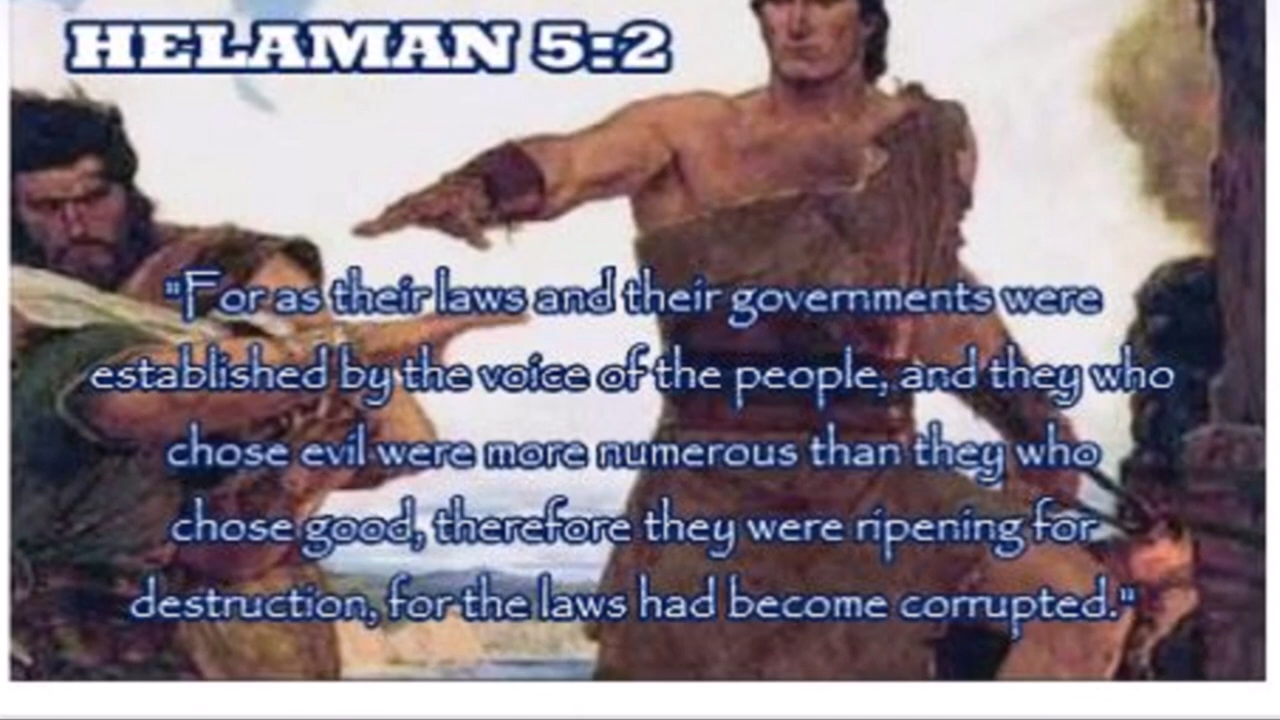 HELAMAN 5:2
"For as their laws and their governments were
established by the voice of the people, and they who
chose evil were more numerous than they who
chose good, therefore they were ripening for
destruction, for the laws had become corrupted."